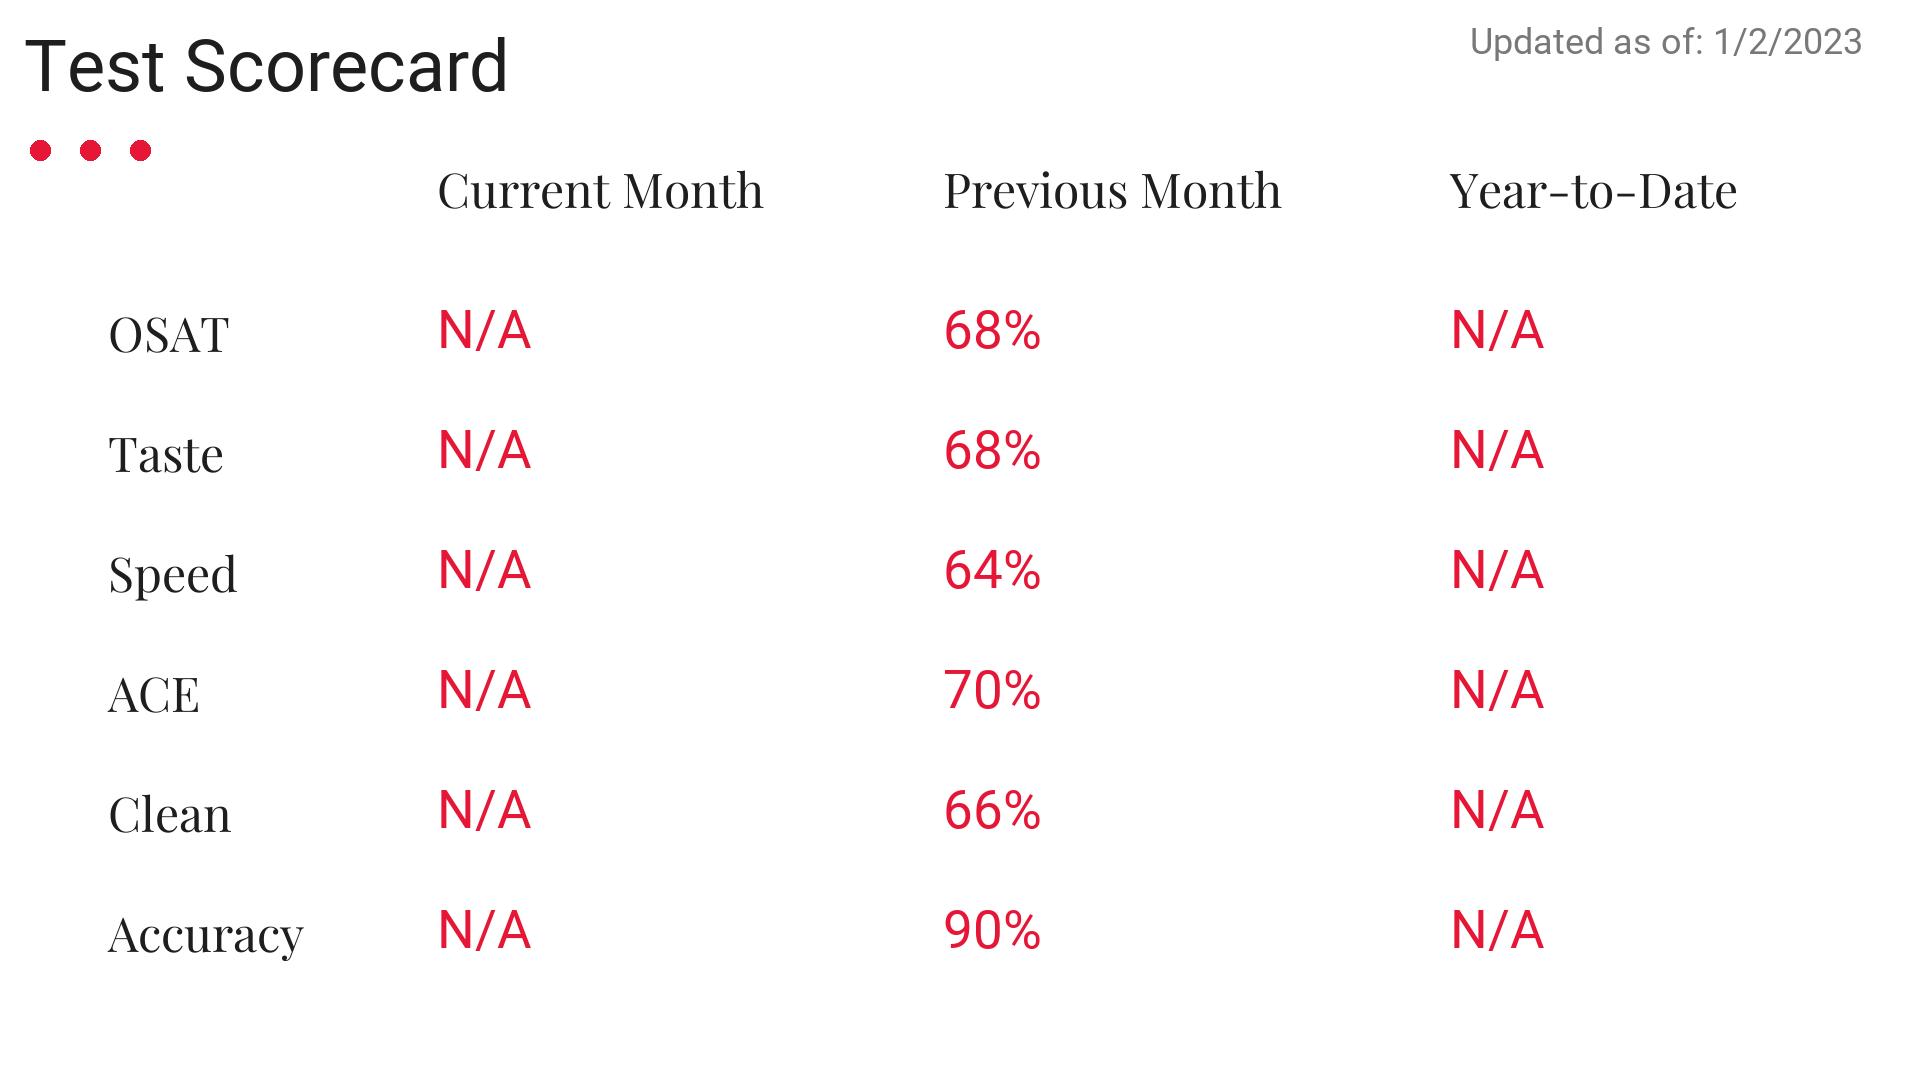 Test Scorecard
Updated as of: 1/2/2023
Current Month Previous Month Year-to-Date
OSAT N/A 68% N/A
Taste N/A 68% N/A
Speed N/A 64% N/A
ACE N/A 70% N/A
Clean N/A 66% N/A
Accuracy N/A 90% N/A